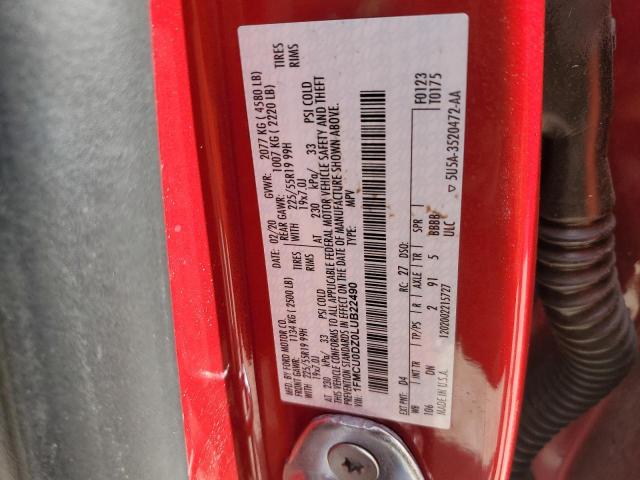 MFD. BY FORD MOTOR CO.
DATE: 02/20 GVWR: 2077 KG ( 4580 LB)
FRONT GAWR: 1134 KG ( 2500 LB) REAR GAWR: 1007 KG ( 2220 LB)
WITH 225/55R19 99H TIRES WITH 225/55R19 99H TIRES
19x7.0J RIMS 19x7.0J RIMS
AT 230 kPa/ 33 PSI COLD AT 230 kPa/ 33 PSI COLD
THIS VEHICLE CONFORMS TO ALL APPLICABLE FEDERAL MOTOR VEHICLE SAFETY AND THEFT
PREVENTION STANDARDS IN EFFECT ON THE DATE OF MANUFACTURE SHOWN ABOVE.
VIN: 1FMCU0DZ0LUB22490 TYPE: MPV
F0123
T0175
EXT PNT: D4 RC: 27 DSO:
WB INT TR TP/PS R AXLE TR SPR
106 DN 2 91 5 BBBB
ULC
MADE IN U.S.A. 1202002215727 5U5A-3520472-AA